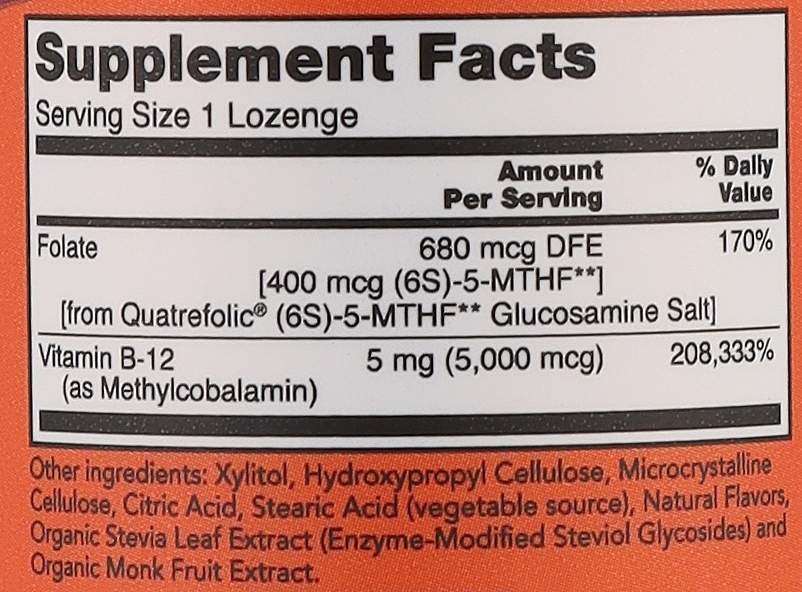 Supplement Facts
Serving Size 1 Lozenge
Amount Per Serving
% Daily Value
Folate 680 mcg DFE 170%
[400 mcg (6S)-5-MTHF**]
[from Quatrefolic® (6S)-5-MTHF** Glucosamine Salt]
Vitamin B-12 5 mg (5,000 mcg) 208,333%
(as Methylcobalamin)
Other ingredients: Xylitol, Hydroxypropyl Cellulose, Microcrystalline
Cellulose, Citric Acid, Stearic Acid (vegetable source), Natural Flavors,
Organic Stevia Leaf Extract (Enzyme-Modified Steviol Glycosides) and
Organic Monk Fruit Extract.